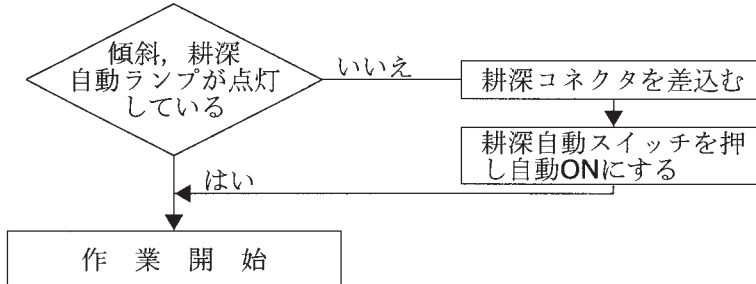 傾斜，耕深
自動ランプが点灯
している
いいえ
耕深コネクタを差込む
耕深自動スイッチを押
し自動ONにする
はい
作業開始